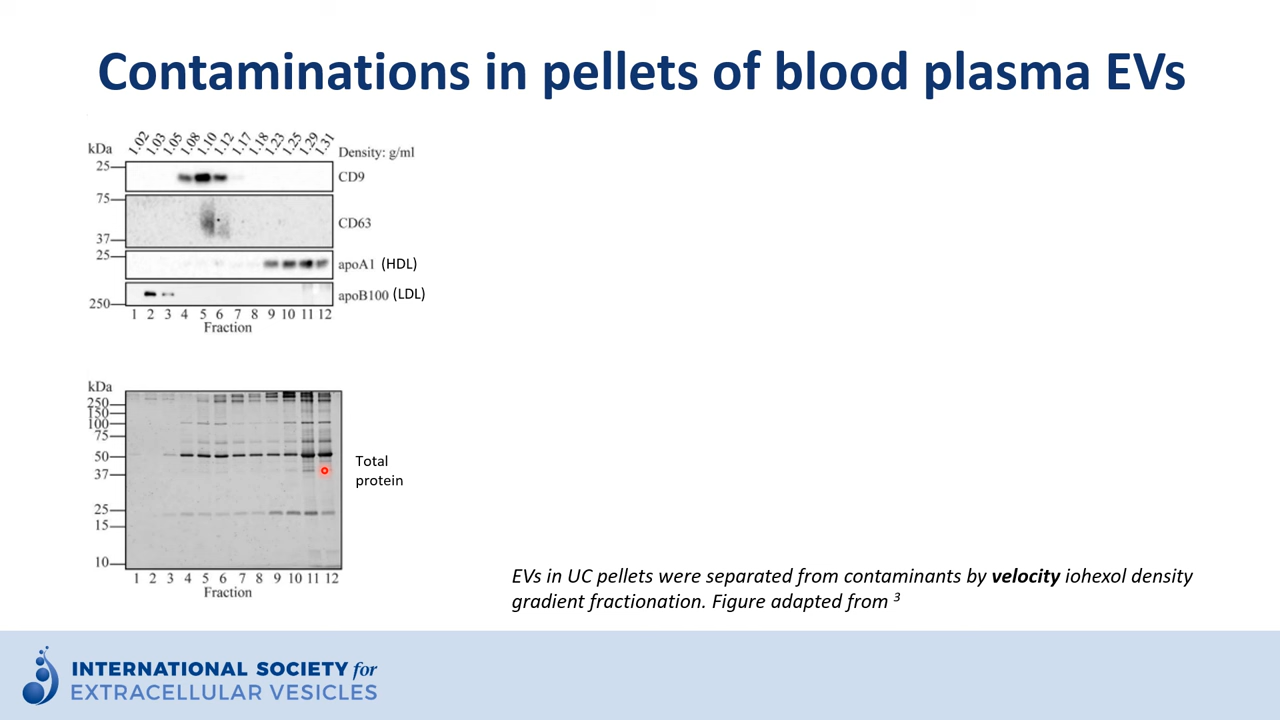 Contaminations in pellets of blood plasma EVs
1.02 1.03 1.05 1.08 1.10 1.12 1.17 1.18 1.23 1.25 1.29 1.31
kDa
Density: g/ml
25
CD9
75
CD63
37
25
apoA1 (HDL)
apoB100 (LDL)
250
1 2 3 4 5 6 7 8 9 10 11 12
Fraction
kDa
250
150
100
75
50
Total
37
protein
25
15
10
1 2 3 4 5 6 7 8 9 10 11 12
Fraction
EVs in UC pellets were separated from contaminants by velocity iohexol density
gradient fractionation. Figure adapted from 3
INTERNATIONAL SOCIETY for
EXTRACELLULAR VESICLES